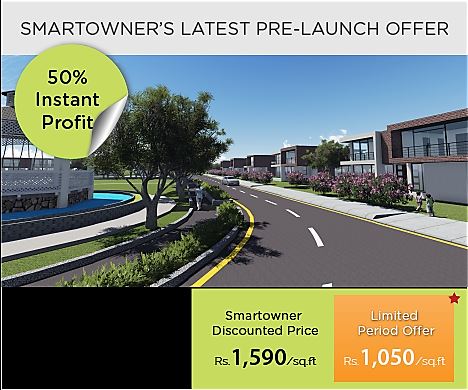 SMARTOWNER'S LATEST PRE-LAUNCH OFFER
50%
Instant
Profit
Smartowner
Discounted Price
Rs.1,590/sq.ft
Limited
Period Offer
Rs.1,050/sq.ft